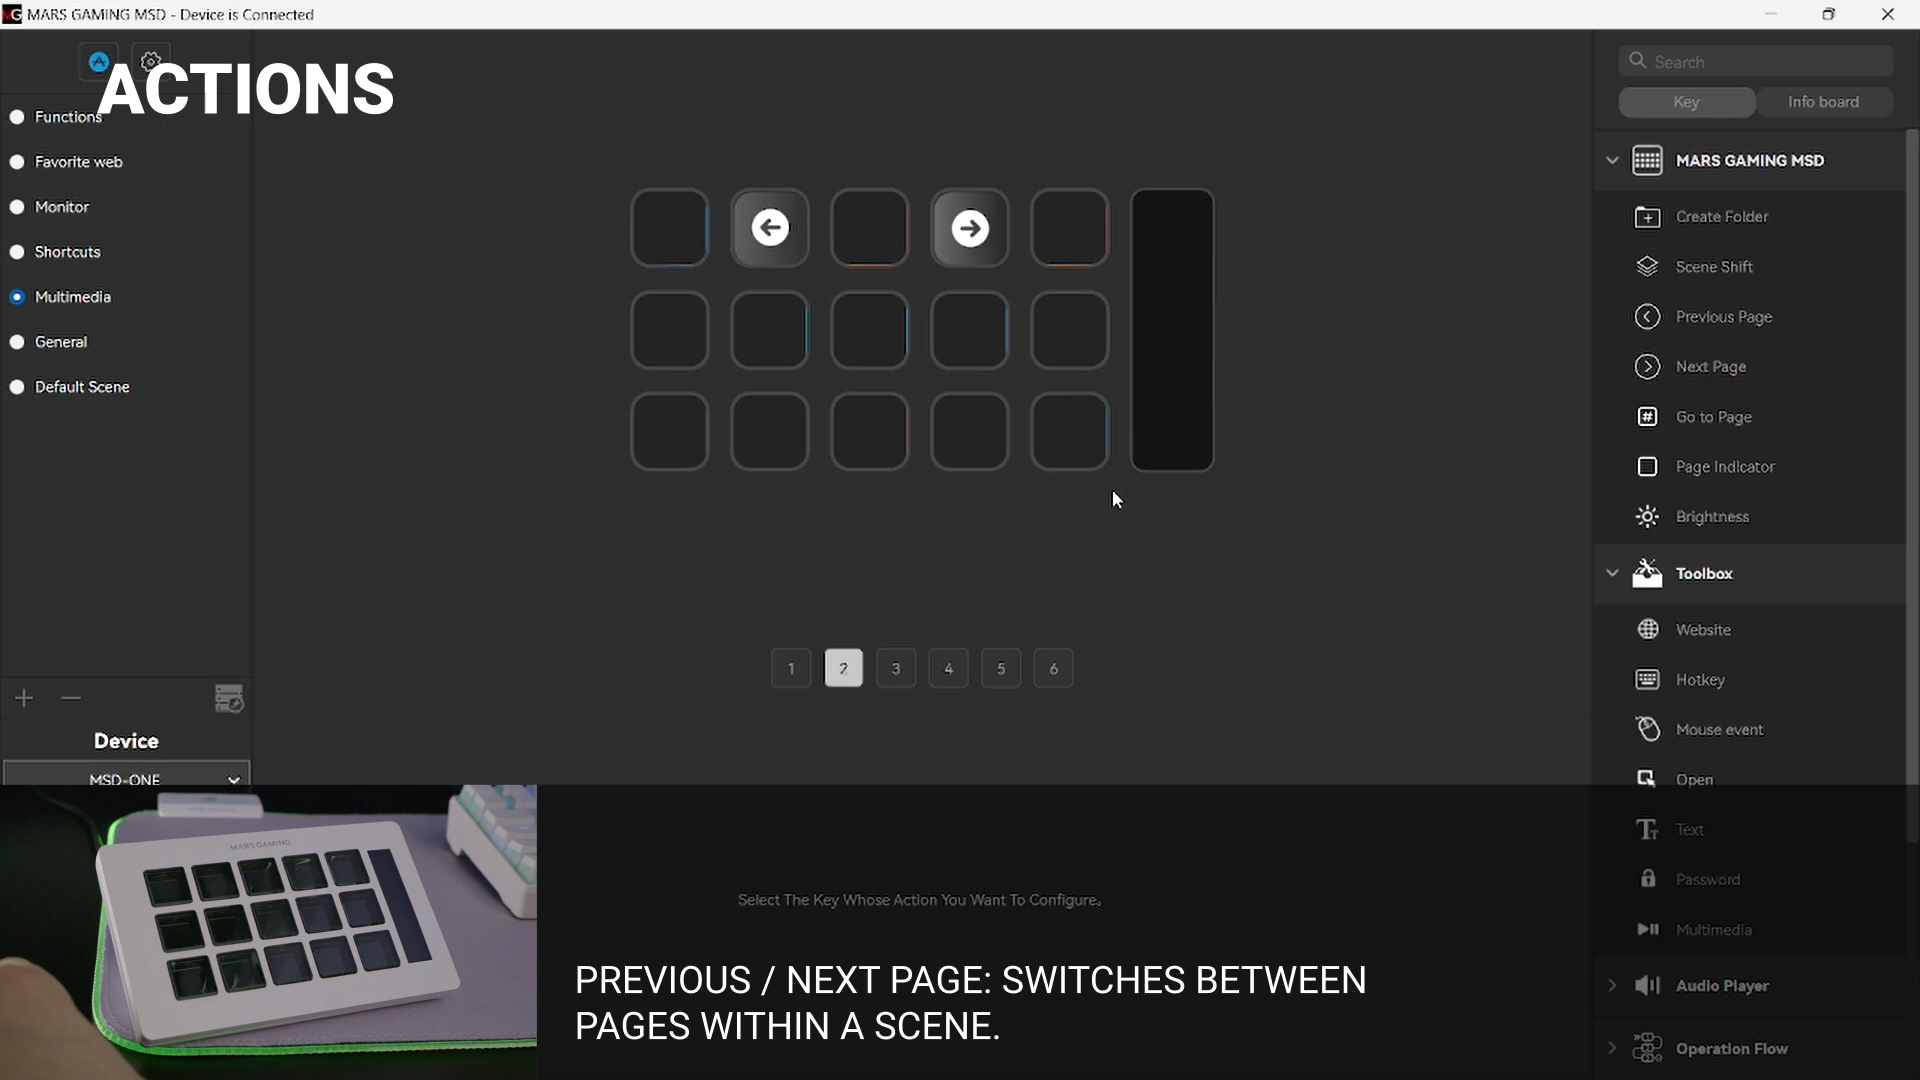 MARS GAMING MSD - Device is Connected
ACTIONS
Functions
Favorite web
Monitor
Shortcuts
Multimedia
General
Default Scene
Device
MSD-ONE
1 2 3 4 5 6
Search
Key Info board
MARS GAMING MSD
Create Folder
Scene Shift
Previous Page
Next Page
Go to Page
Page Indicator
Brightness
Toolbox
Website
Hotkey
Mouse event
Open
Text
Password
Multimedia
Audio Player
Operation Flow
MARS GAMING
Select The Key Whose Action You Want To Configure。
PREVIOUS / NEXT PAGE: SWITCHES BETWEEN
PAGES WITHIN A SCENE.